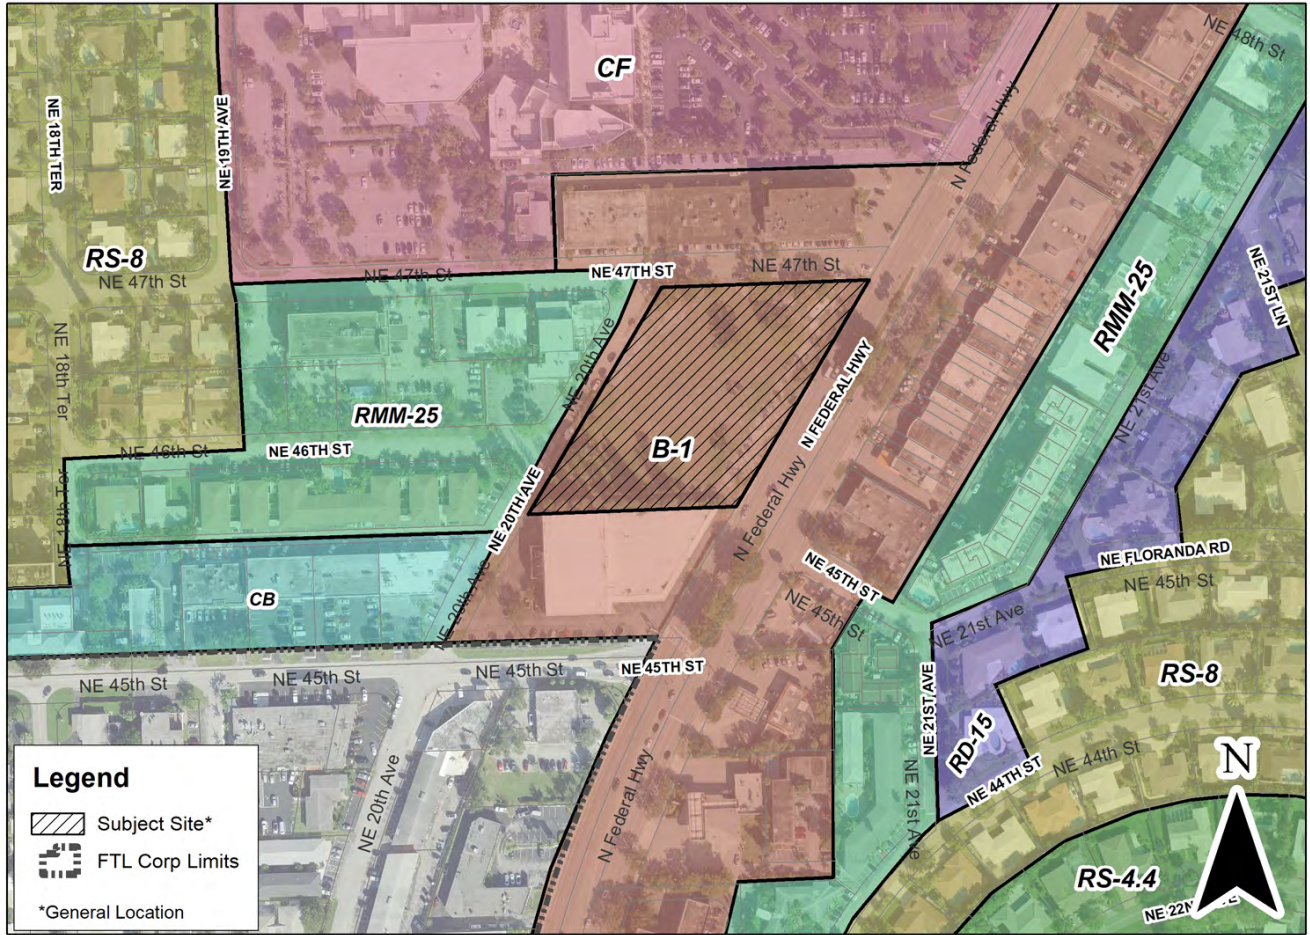 NE 48th St
CF
N Federal Hwy
NE 18TH TER
NE 19TH AVE
RS-8
NE 47th St
NE 47th St
NE 47TH ST
NE 47th St
RMM-25
NE 21ST LN
NE 18th Ter
NE 20th Ave
N FEDERAL HWY
NE 21st Ave
RMM-25
B-1
NE 46th St
NE 46TH ST
NE 20TH AVE
N Federal Hwy
NE 18th Ter
NE FLORANDA RD
NE 45th St
NE 45TH ST
NE 45th St
CB
NE 20th Ave
NE 21st Ave
NE 45th St
NE 45th St
NE 45th St
NE 45TH ST
RS-8
NE 21ST AVE
RD-15
NE 44th St
NE 44TH ST
N
NE 20th Ave
N Federal Hwy
NE 21st Ave
RS-4.4
Legend
Subject Site*
FTL Corp Limits
*General Location